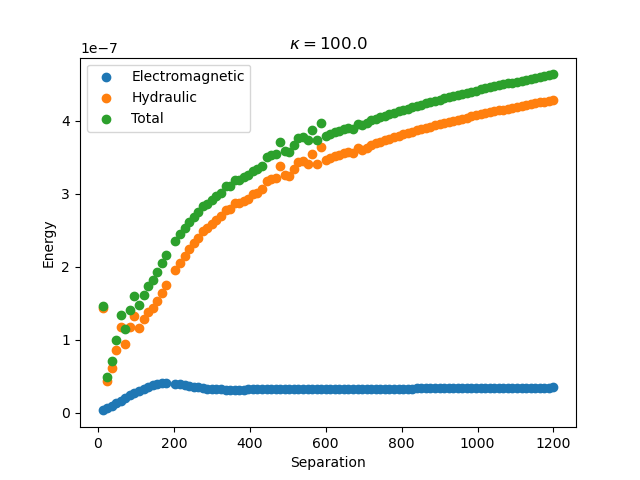 κ = 100.0
1e−7
Electromagnetic
Hydraulic
Total
Energy
4
3
2
1
0
0 200 400 600 800 1000 1200
Separation